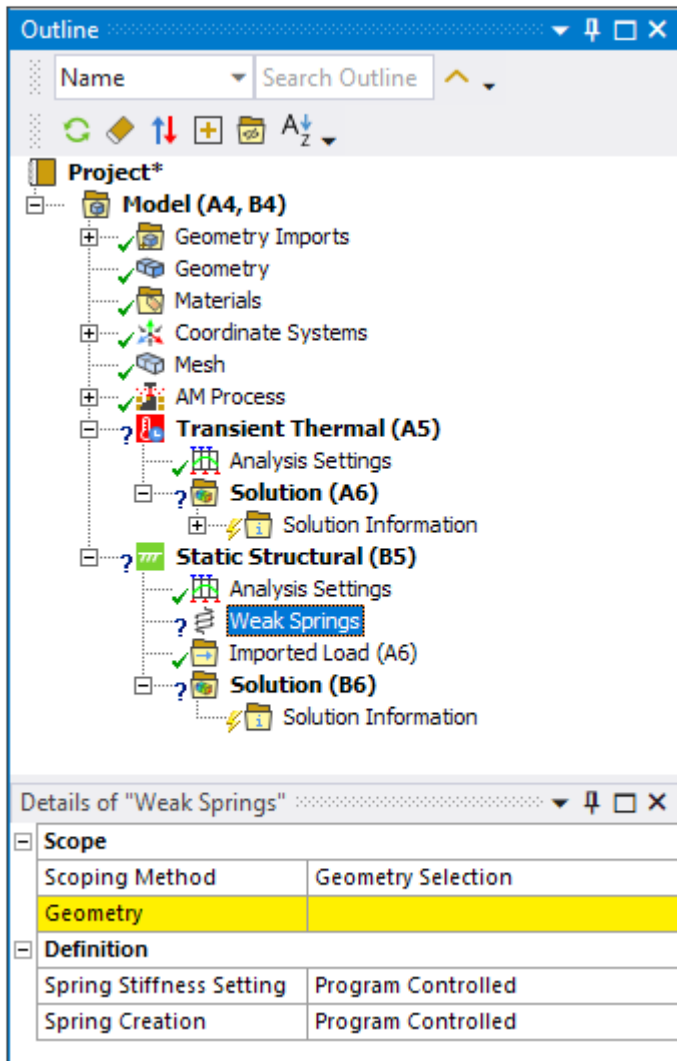 Outline
Name Search Outline
Project*
Model (A4, B4)
Geometry Imports
Geometry
Materials
Coordinate Systems
Mesh
AM Process
Transient Thermal (A5)
Analysis Settings
Solution (A6)
Solution Information
Static Structural (B5)
Analysis Settings
Weak Springs
Imported Load (A6)
Solution (B6)
Solution Information
Details of "Weak Springs"
Scope
Scoping Method Geometry Selection
Geometry
Definition
Spring Stiffness Setting Program Controlled
Spring Creation Program Controlled